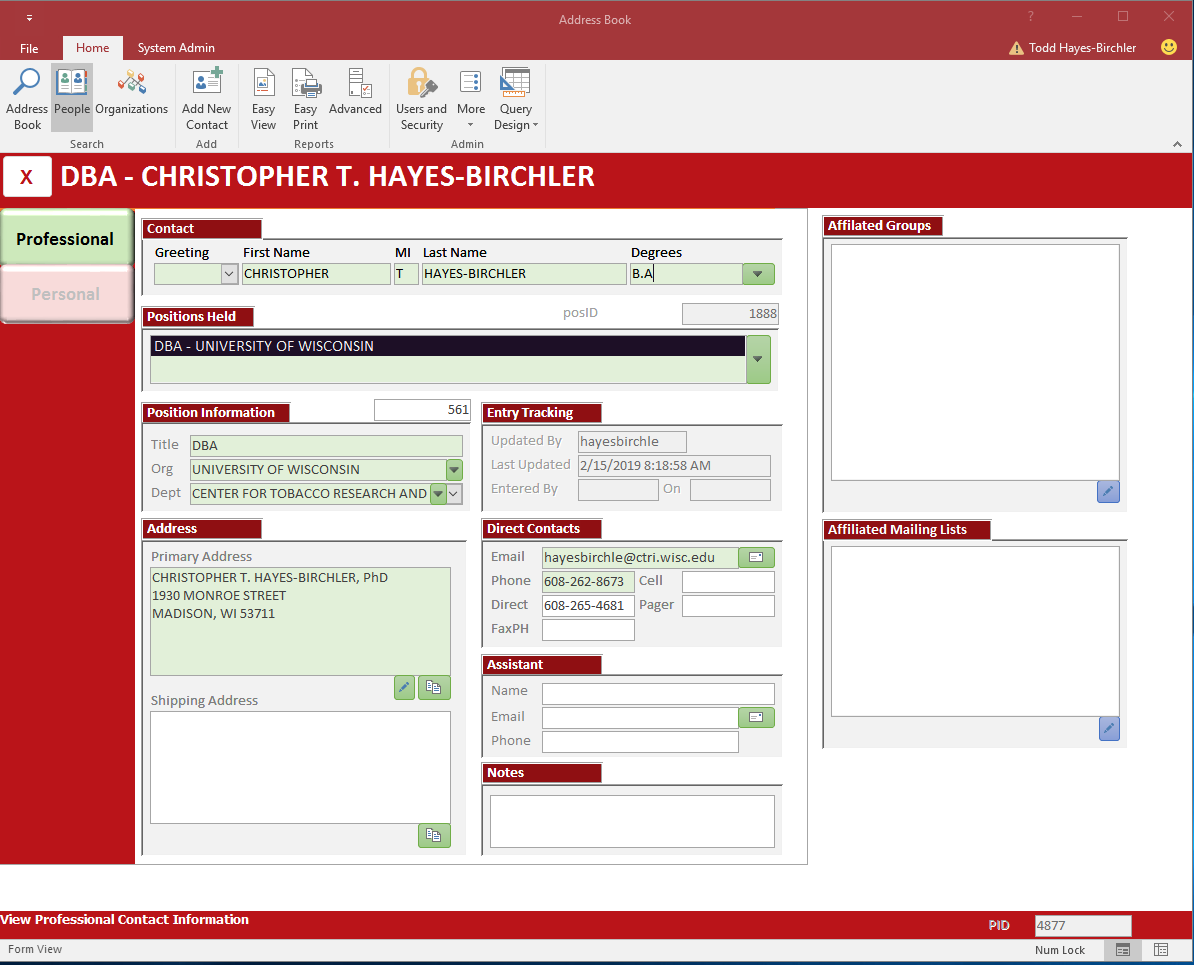 Address Book
?
File
Home
System Admin
Todd Hayes-Birchler
Address Book
People
Organizations
Add New Contact
Easy View
Easy Print
Advanced
Users and Security
More
Query Design
Search
Add
Reports
Admin
X
DBA - CHRISTOPHER T. HAYES-BIRCHLER
Professional
Personal
Contact
Greeting First Name MI Last Name Degrees
CHRISTOPHER T HAYES-BIRCHLER B.A
Positions Held
posID 1888
DBA - UNIVERSITY OF WISCONSIN
Position Information
561
Title DBA
Org UNIVERSITY OF WISCONSIN
Dept CENTER FOR TOBACCO RESEARCH AND
Entry Tracking
Updated By hayesbirchle
Last Updated 2/15/2019 8:18:58 AM
Entered By On
Address
Primary Address
CHRISTOPHER T. HAYES-BIRCHLER, PhD
1930 MONROE STREET
MADISON, WI 53711
Shipping Address
Direct Contacts
Email hayesbirchle@ctri.wisc.edu
Phone 608-262-8673 Cell
Direct 608-265-4681 Pager
FaxPH
Assistant
Name
Email
Phone
Notes
Affilated Groups
Affiliated Mailing Lists
View Professional Contact Information
PID 4877
Form View
Num Lock